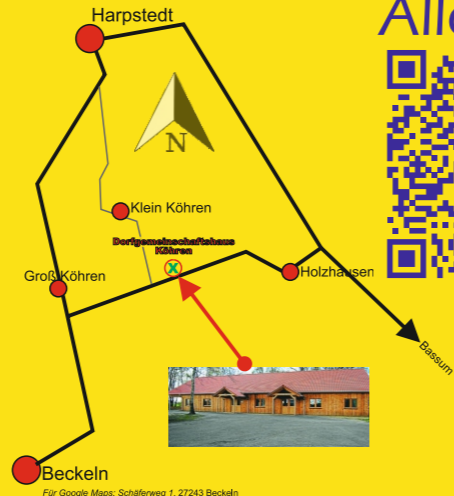 Harpstedt
Alle
N
Klein Köhren
Dorfgemeinschaftshaus
Köhren
X
Groß Köhren
Holzhausen
Bassum
Beckeln
Für Google Maps: Schäferweg 1, 27243 Beckeln